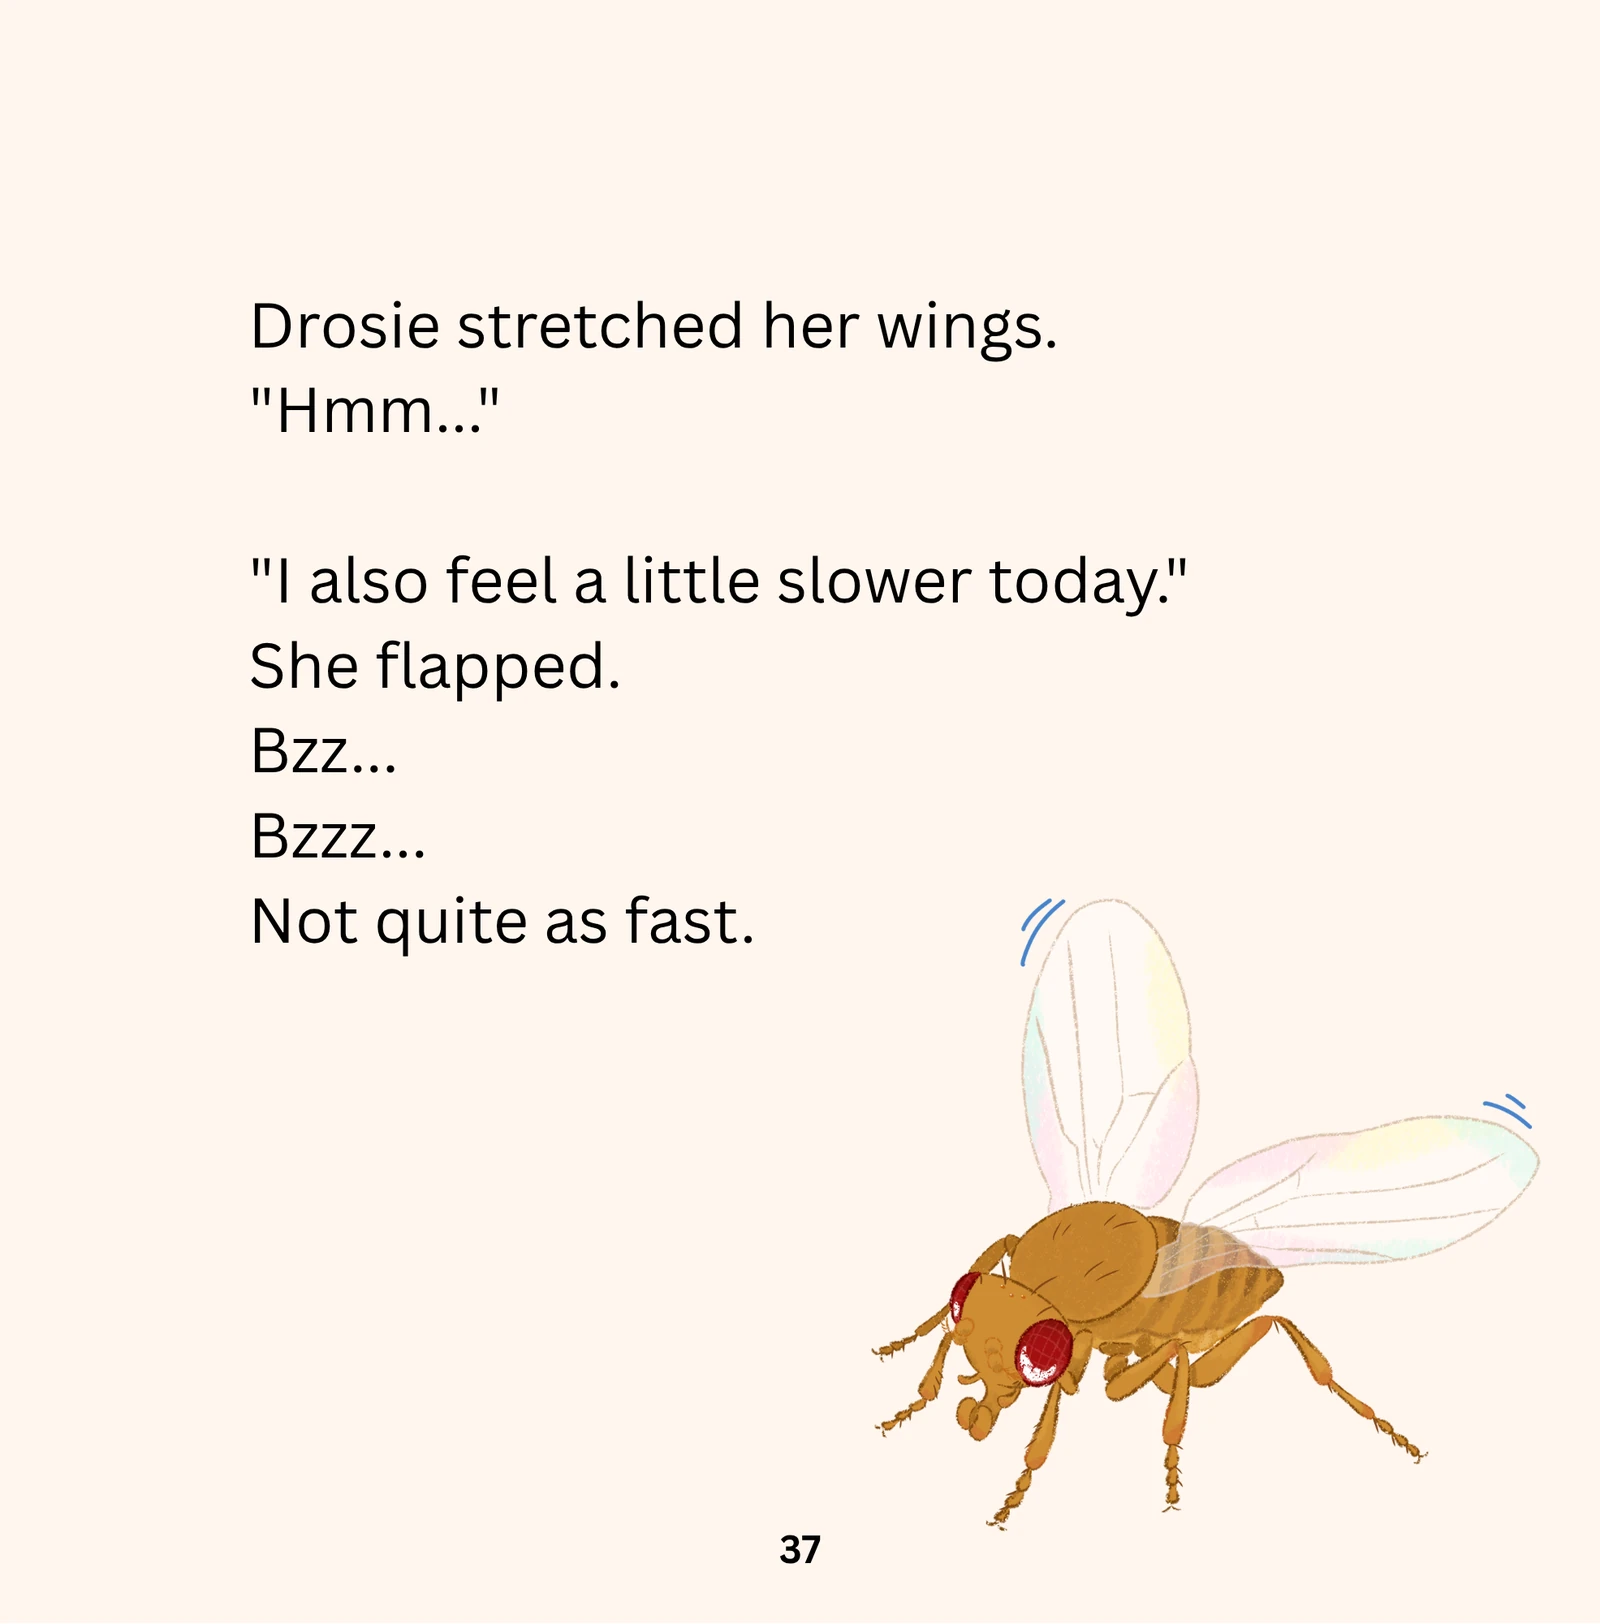 Drosie stretched her wings.
"Hmm..."
"I also feel a little slower today."
She flapped.
Bzz...
Bzzz...
Not quite as fast.
37